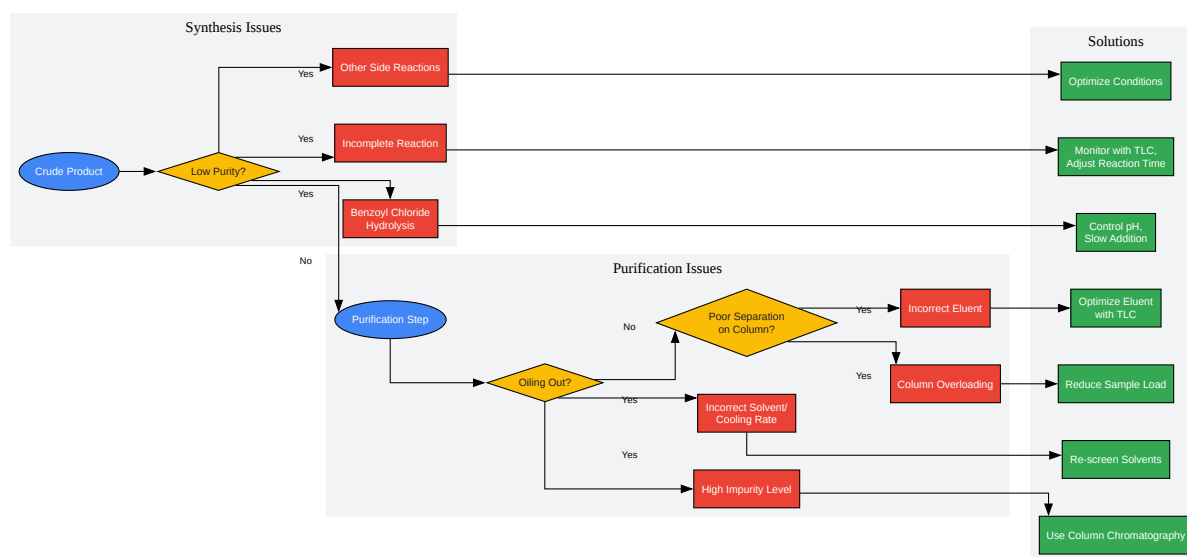 Synthesis Issues
Solutions
Other Side Reactions
Yes
Optimize Conditions
Incomplete Reaction
Yes
Monitor with TLC,
Adjust Reaction Time
Crude Product
Low Purity?
Yes
Benzoyl Chloride
Hydrolysis
Control pH,
Slow Addition
No
Purification Issues
Purification Step
Poor Separation
on Column?
Yes
Incorrect Eluent
Optimize Eluent
with TLC
No
Oiling Out?
Yes
Column Overloading
Reduce Sample Load
Yes
Incorrect Solvent/
Cooling Rate
Re-screen Solvents
Yes
High Impurity Level
Use Column Chromatography